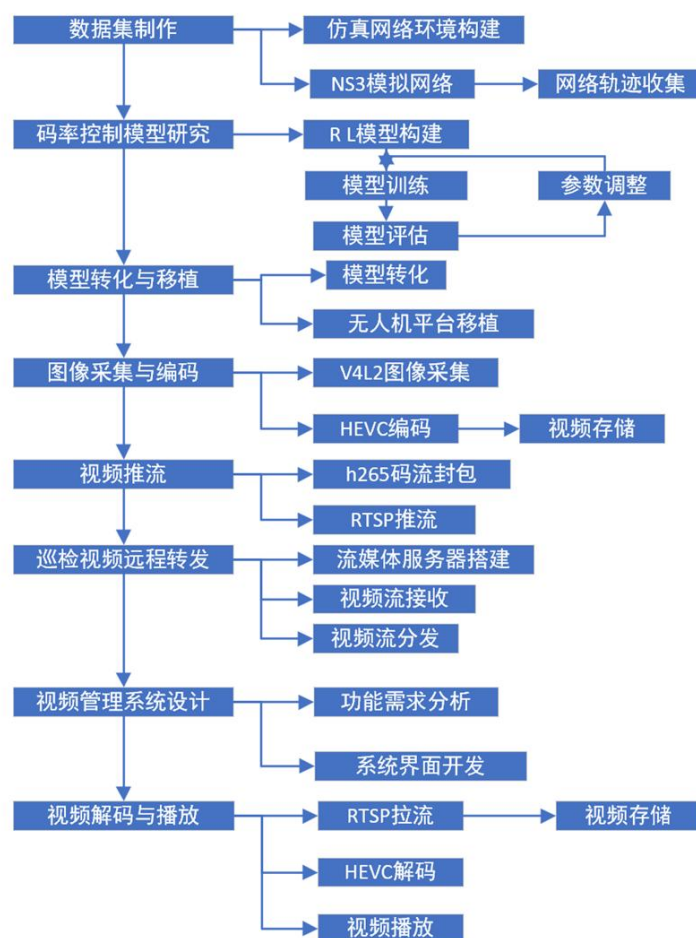 数据集制作
仿真网络环境构建
NS3模拟网络
网络轨迹收集
码率控制模型研究
R L模型构建
模型训练
参数调整
模型评估
模型转化与移植
模型转化
无人机平台移植
图像采集与编码
V4L2图像采集
HEVC编码
视频存储
视频推流
h265码流封包
RTSP推流
巡检视频远程转发
流媒体服务器搭建
视频流接收
视频流分发
视频管理系统设计
功能需求分析
系统界面开发
视频解码与播放
RTSP拉流
视频存储
HEVC解码
视频播放